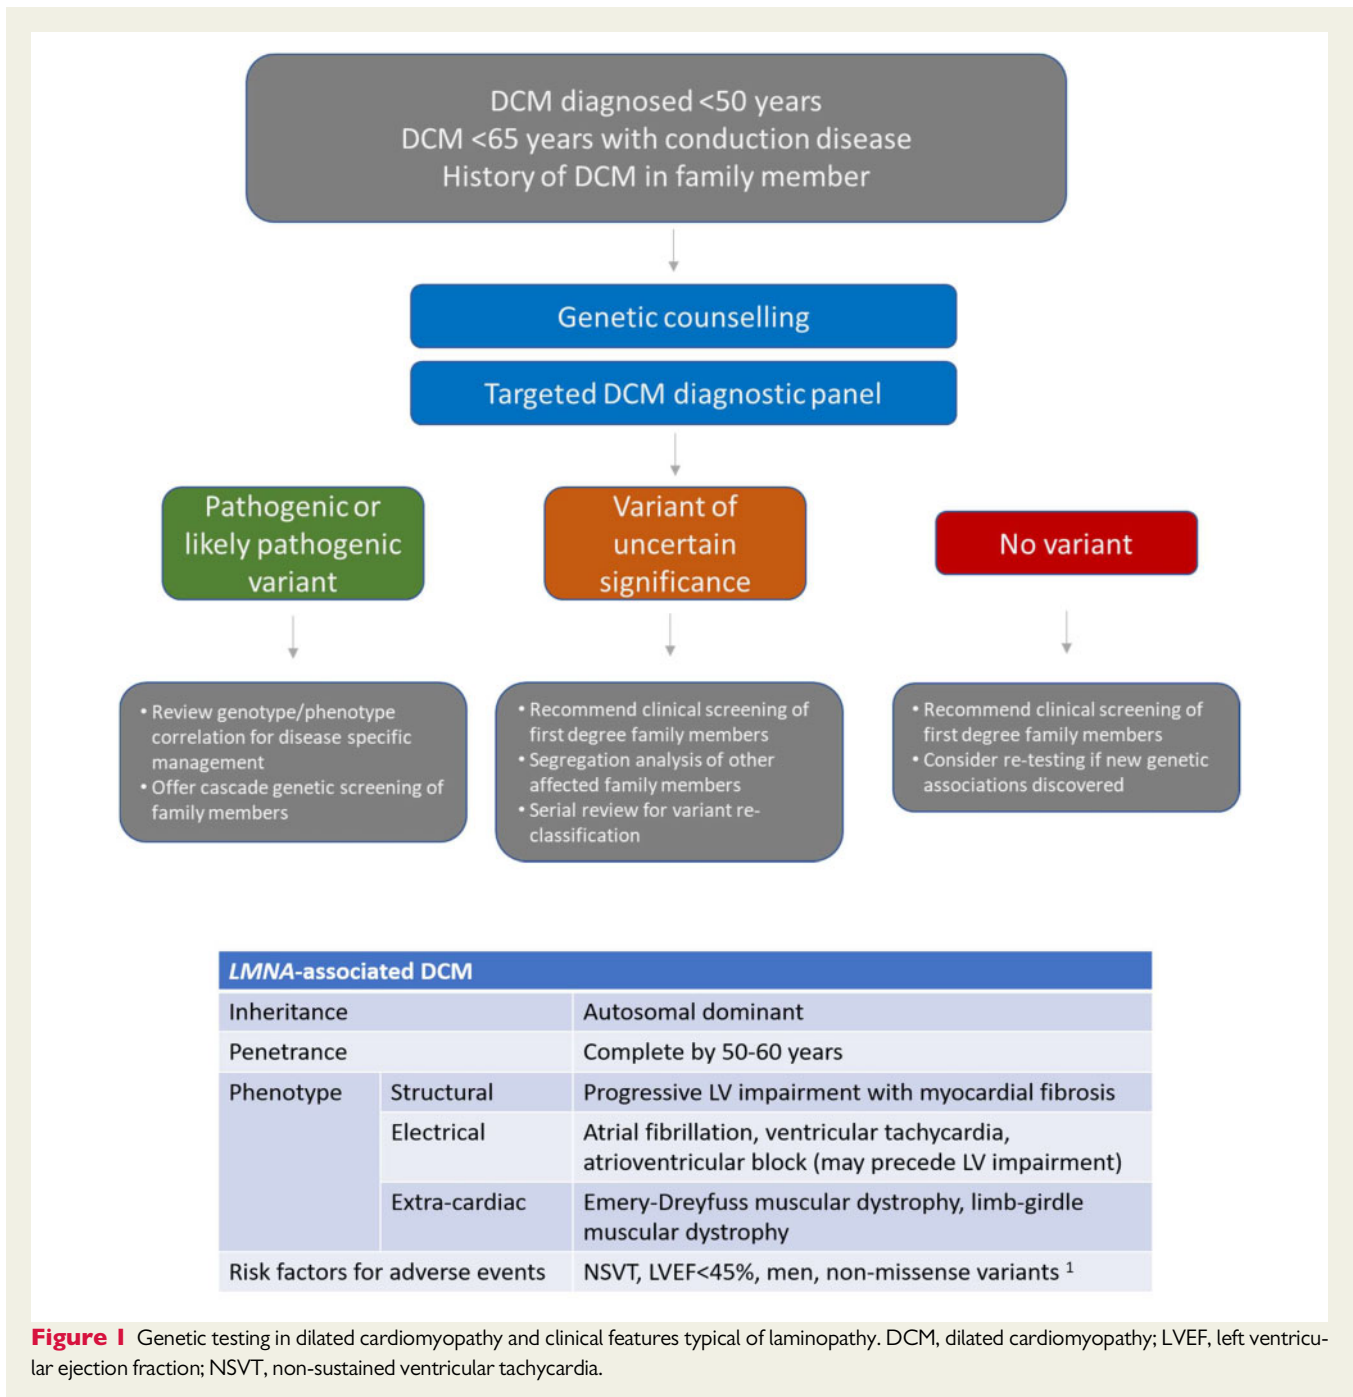 DCM diagnosed <50 years
DCM <65 years with conduction disease
History of DCM in family member
Genetic counselling
Targeted DCM diagnostic panel
Pathogenic or
likely pathogenic
variant
Variant of
uncertain
significance
No variant
• Review genotype/phenotype
correlation for disease specific
management
• Offer cascade genetic screening of
family members
• Recommend clinical screening of
first degree family members
• Segregation analysis of other
affected family members
• Serial review for variant re-
classification
• Recommend clinical screening of
first degree family members
• Consider re-testing if new genetic
associations discovered
LMNA-associated DCM
Inheritance Autosomal dominant
Penetrance Complete by 50-60 years
Phenotype Structural Progressive LV impairment with myocardial fibrosis
Electrical Atrial fibrillation, ventricular tachycardia,
atrioventricular block (may precede LV impairment)
Extra-cardiac Emery-Dreyfuss muscular dystrophy, limb-girdle
muscular dystrophy
Risk factors for adverse events NSVT, LVEF<45%, men, non-missense variants ¹
Figure 1 Genetic testing in dilated cardiomyopathy and clinical features typical of laminopathy. DCM, dilated cardiomyopathy; LVEF, left ventricu-
lar ejection fraction; NSVT, non-sustained ventricular tachycardia.